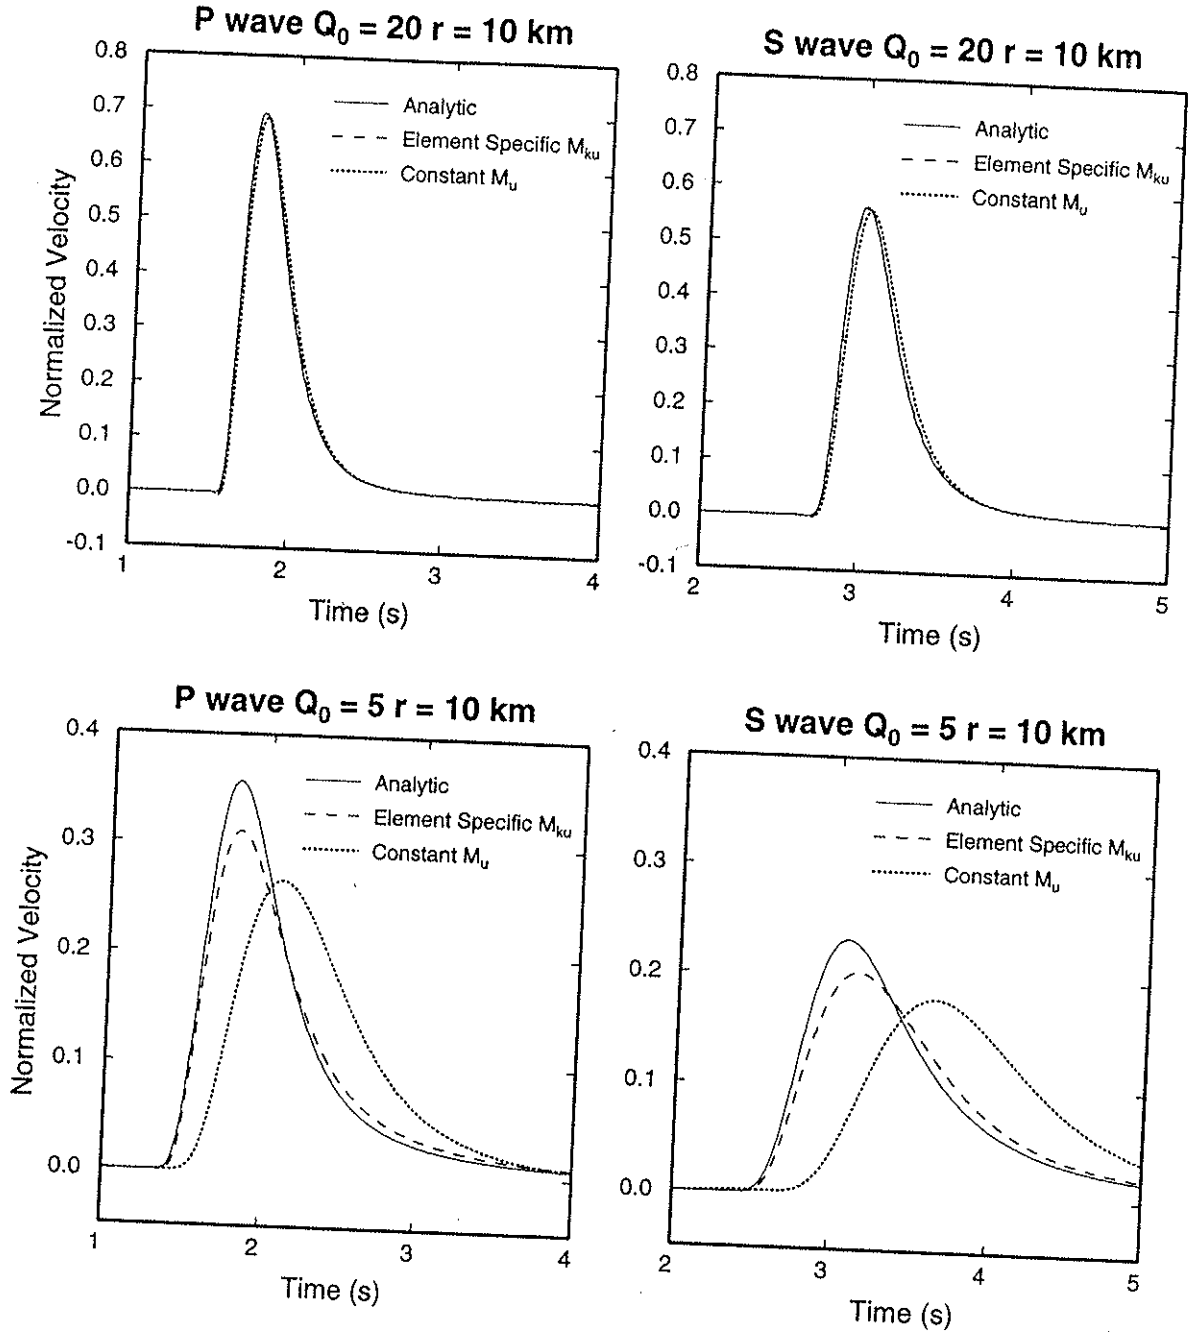 P wave Q0 = 20 r = 10 km
0.8
0.7
0.6
0.5
0.4
0.3
0.2
0.1
0.0
-0.1
Normalized Velocity
Analytic
Element Specific Mku
Constant Mu
1 2 3 4
Time (s)
S wave Q0 = 20 r = 10 km
0.8
0.7
0.6
0.5
0.4
0.3
0.2
0.1
0.0
-0.1
Analytic
Element Specific Mku
Constant Mu
2 3 4 5
Time (s)
P wave Q0 = 5 r = 10 km
0.4
0.3
0.2
0.1
0.0
Normalized Velocity
Analytic
Element Specific Mku
Constant Mu
1 2 3 4
Time (s)
S wave Q0 = 5 r = 10 km
0.4
0.3
0.2
0.1
0.0
Analytic
Element Specific Mku
Constant Mu
2 3 4 5
Time (s)